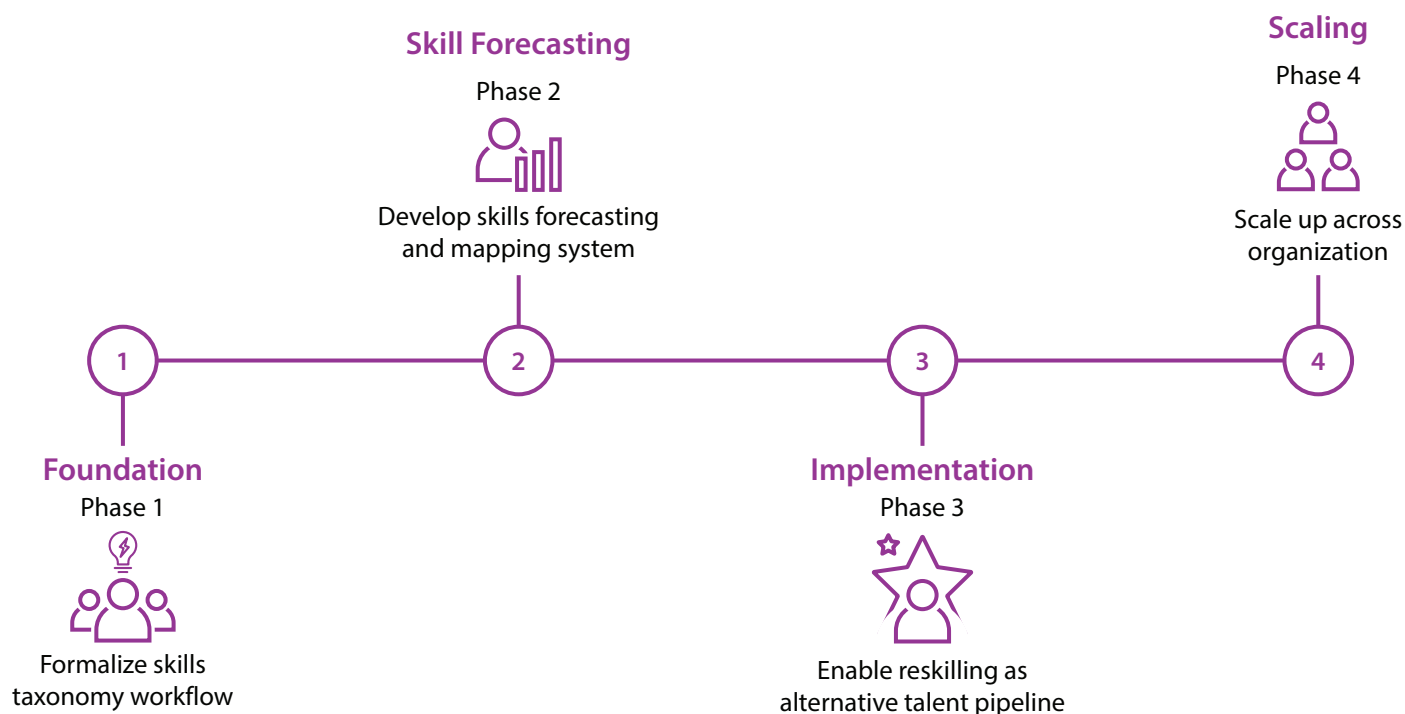 Foundation
Phase 1
Formalize skills
taxonomy workflow
1
Skill Forecasting
Phase 2
Develop skills forecasting
and mapping system
2
Implementation
Phase 3
Enable reskilling as
alternative talent pipeline
3
Scaling
Phase 4
Scale up across
organization
4